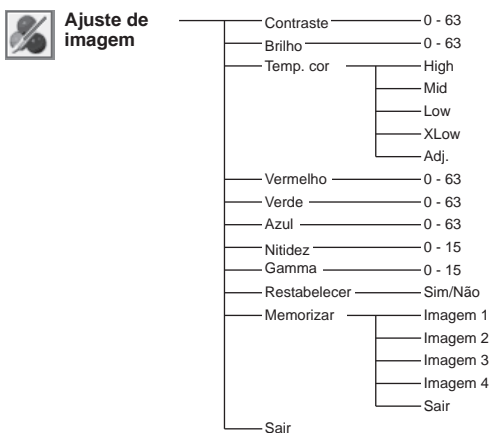 Ajuste de
imagem
Contraste 0 - 63
Brilho 0 - 63
Temp. cor High
Mid
Low
XLow
Adj.
Vermelho 0 - 63
Verde 0 - 63
Azul 0 - 63
Nitidez 0 - 15
Gamma 0 - 15
Restabelecer Sim/Não
Memorizar Imagem 1
Imagem 2
Imagem 3
Imagem 4
Sair
Sair